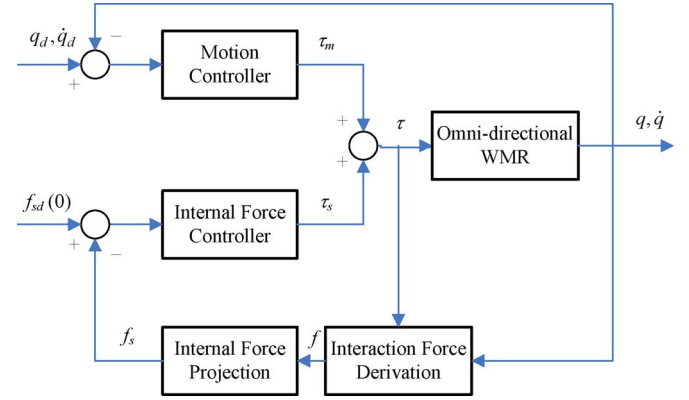 q_d, q̇_d
−
+
Motion
Controller
τ_m
+
τ
Omni-directional
WMR
q, q̇
+
f_sd (0)
+
−
Internal Force
Controller
τ_s
f_s
Internal Force
Projection
f
Interaction Force
Derivation